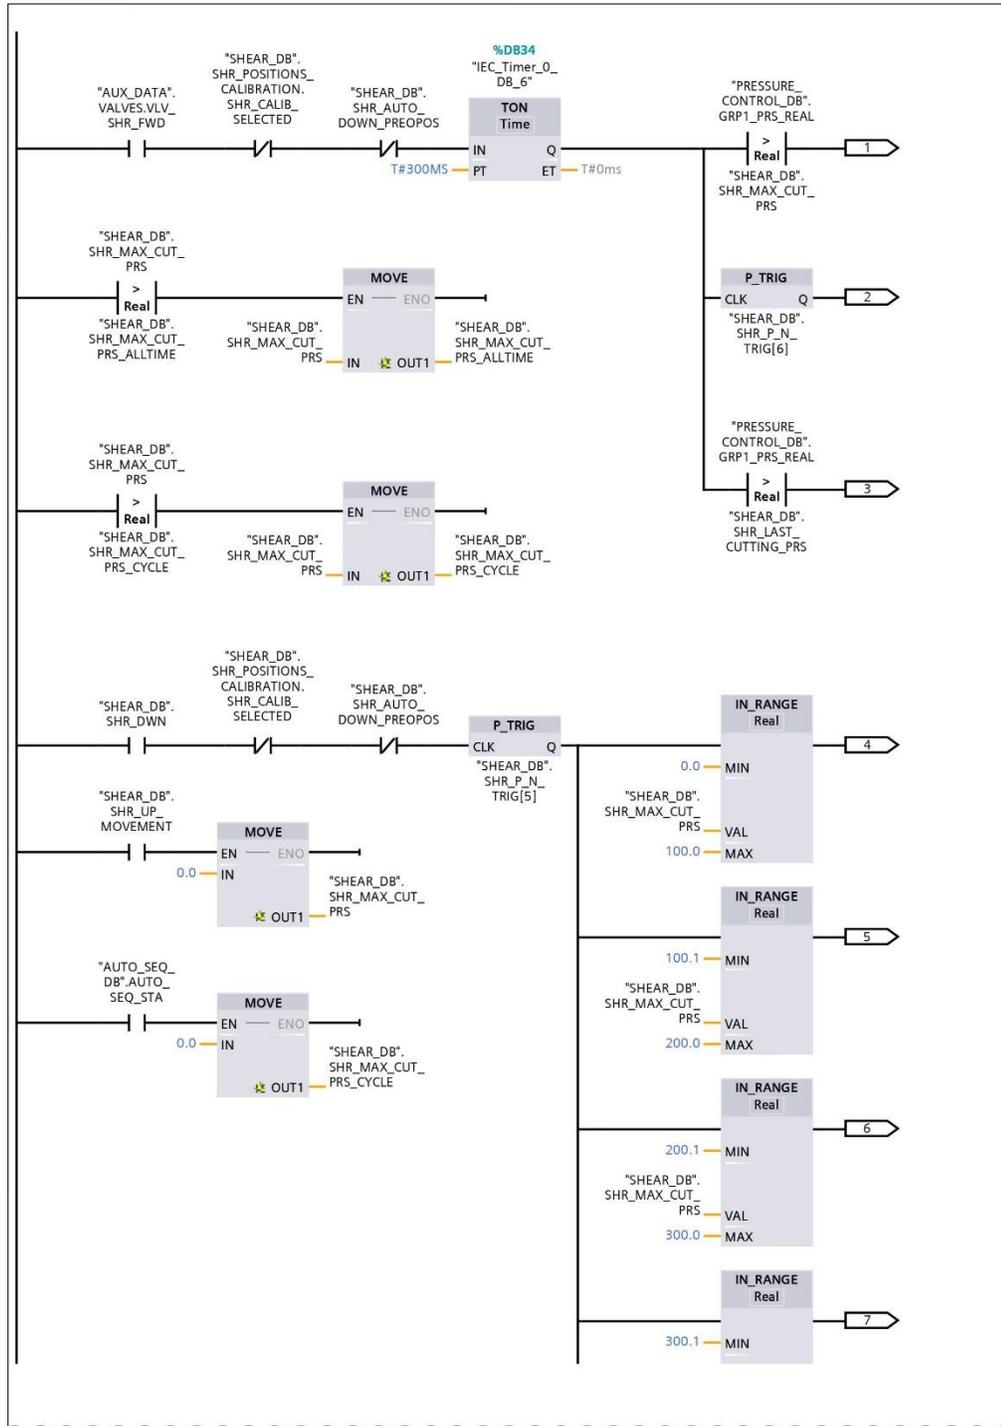 %DB34
"IEC_Timer_0_
DB_6"
"AUX_DATA".
VALVES.VLV_
SHR_FWD
"SHEAR_DB".
SHR_POSITIONS_
CALIBRATION.
SHR_CALIB_
SELECTED
"SHEAR_DB".
SHR_AUTO_
DOWN_PREOPOS
TON
Time
IN
Q
T#300MS
PT
ET
T#0ms
"PRESSURE_
CONTROL_DB".
GRP1_PRS_REAL
>
Real
"SHEAR_DB".
SHR_MAX_CUT_
PRS
1
"SHEAR_DB".
SHR_MAX_CUT_
PRS
>
Real
"SHEAR_DB".
SHR_MAX_CUT_
PRS_ALLTIME
MOVE
EN
ENO
"SHEAR_DB".
SHR_MAX_CUT_
PRS
IN
OUT1
"SHEAR_DB".
SHR_MAX_CUT_
PRS_ALLTIME
P_TRIG
CLK
Q
"SHEAR_DB".
SHR_P_N_
TRIG[6]
2
"SHEAR_DB".
SHR_MAX_CUT_
PRS
>
Real
"SHEAR_DB".
SHR_MAX_CUT_
PRS_CYCLE
MOVE
EN
ENO
"SHEAR_DB".
SHR_MAX_CUT_
PRS
IN
OUT1
"SHEAR_DB".
SHR_MAX_CUT_
PRS_CYCLE
"PRESSURE_
CONTROL_DB".
GRP1_PRS_REAL
>
Real
"SHEAR_DB".
SHR_LAST_
CUTTING_PRS
3
"SHEAR_DB".
SHR_DWN
"SHEAR_DB".
SHR_POSITIONS_
CALIBRATION.
SHR_CALIB_
SELECTED
"SHEAR_DB".
SHR_AUTO_
DOWN_PREOPOS
P_TRIG
CLK
Q
"SHEAR_DB".
SHR_P_N_
TRIG[5]
IN_RANGE
Real
4
0.0
MIN
"SHEAR_DB".
SHR_MAX_CUT_
PRS
VAL
100.0
MAX
"SHEAR_DB".
SHR_UP_
MOVEMENT
MOVE
EN
ENO
0.0
IN
OUT1
"SHEAR_DB".
SHR_MAX_CUT_
PRS
IN_RANGE
Real
5
100.1
MIN
"SHEAR_DB".
SHR_MAX_CUT_
PRS
VAL
200.0
MAX
"AUTO_SEQ_
DB".AUTO_
SEQ_STA
MOVE
EN
ENO
0.0
IN
OUT1
"SHEAR_DB".
SHR_MAX_CUT_
PRS_CYCLE
IN_RANGE
Real
6
200.1
MIN
"SHEAR_DB".
SHR_MAX_CUT_
PRS
VAL
300.0
MAX
IN_RANGE
Real
7
300.1
MIN